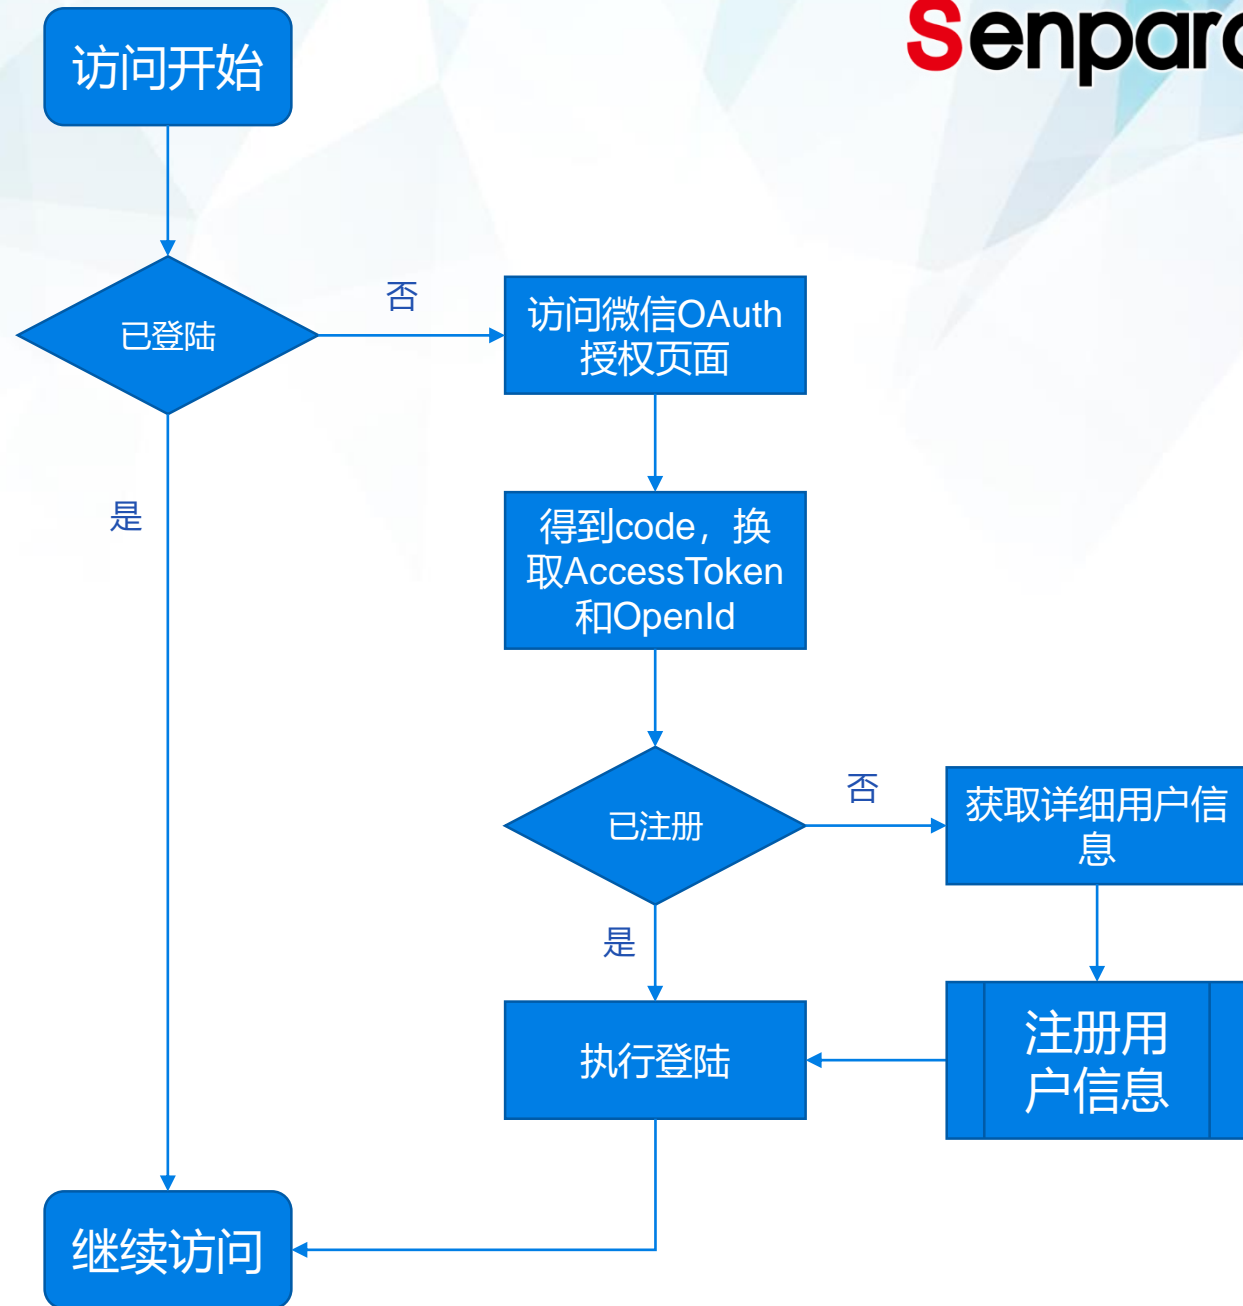 Senparc
访问开始
否
已登陆
访问微信OAuth
授权页面
是
得到code，换
取AccessToken
和OpenId
否
已注册
获取详细用户信
息
是
执行登陆
注册用
户信息
继续访问